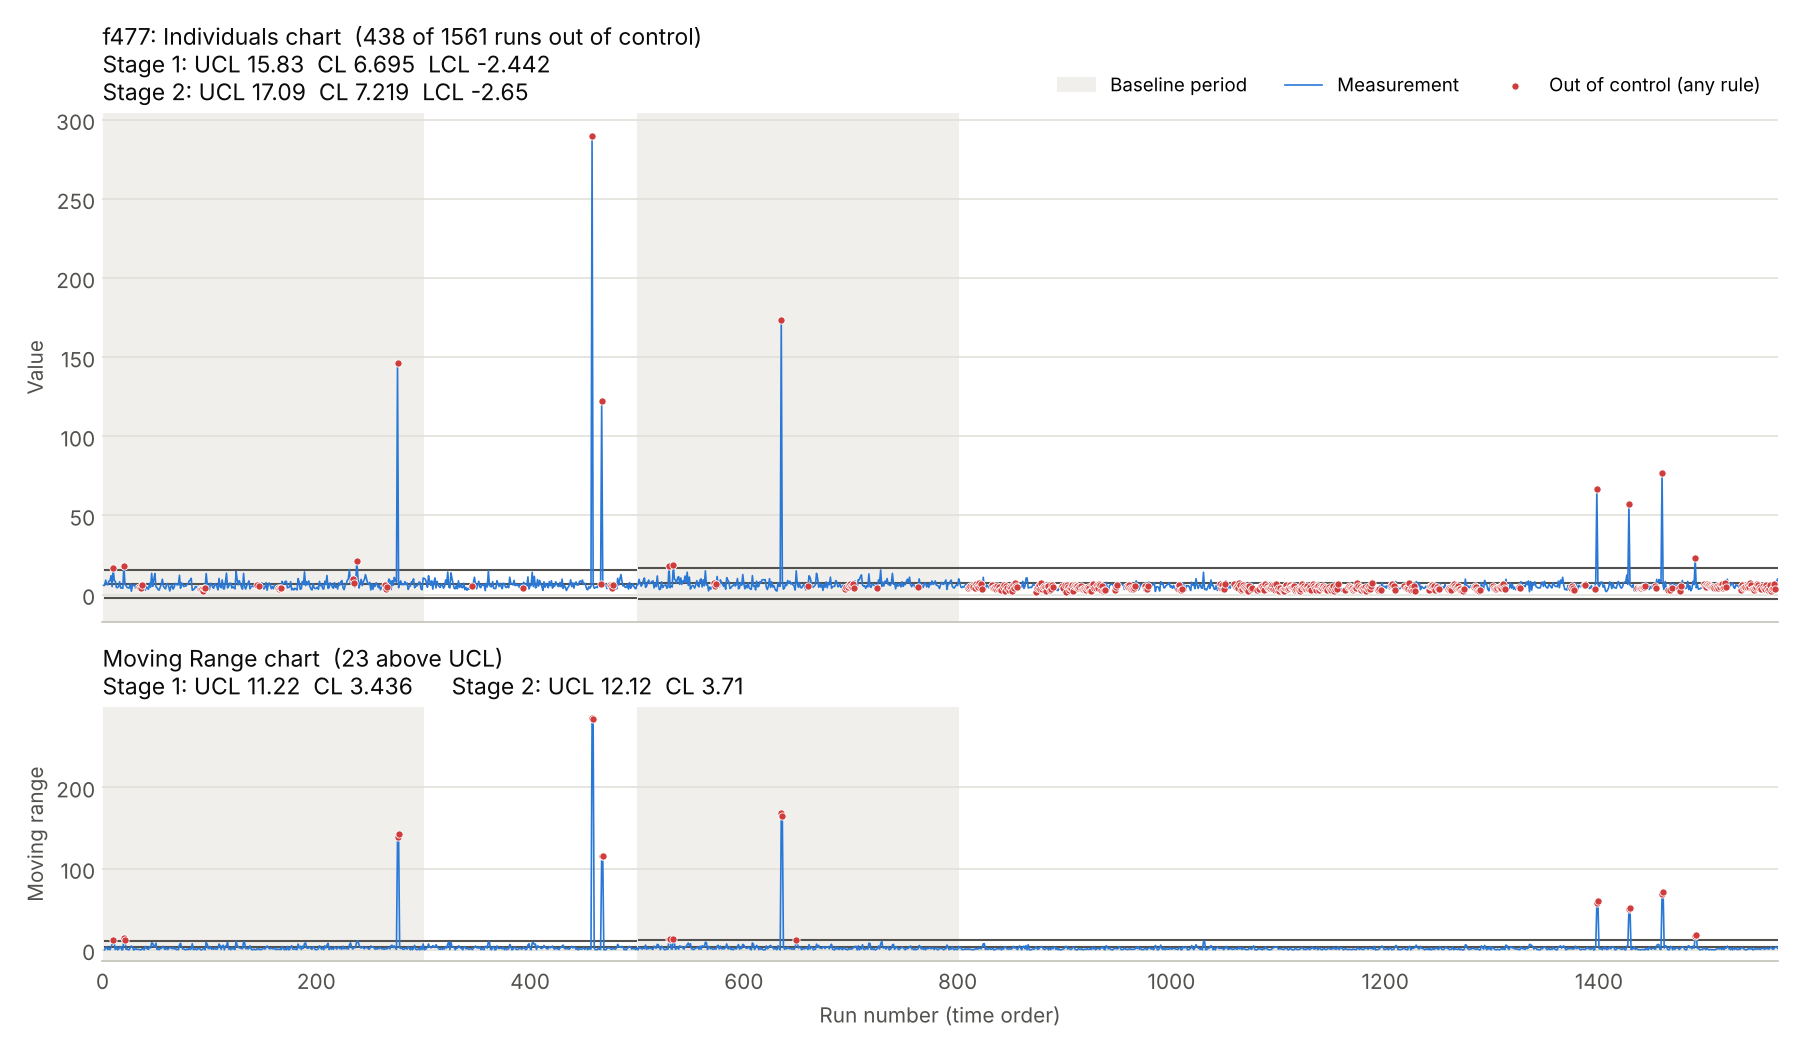 f477: Individuals chart  (438 of 1561 runs out of control)
Stage 1: UCL 15.83  CL 6.695  LCL -2.442
Stage 2: UCL 17.09  CL 7.219  LCL -2.65
Baseline period
Measurement
Out of control (any rule)
300
250
200
150
100
50
0
Value
Moving Range chart  (23 above UCL)
Stage 1: UCL 11.22  CL 3.436      Stage 2: UCL 12.12  CL 3.71
200
100
0
Moving range
0 200 400 600 800 1000 1200 1400
Run number (time order)